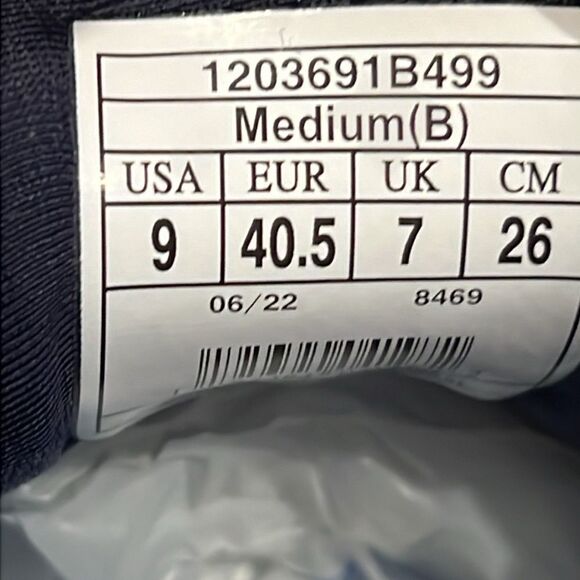 1203691B499
Medium(B)
USA EUR UK CM
9 40.5 7 26
06/22 8469